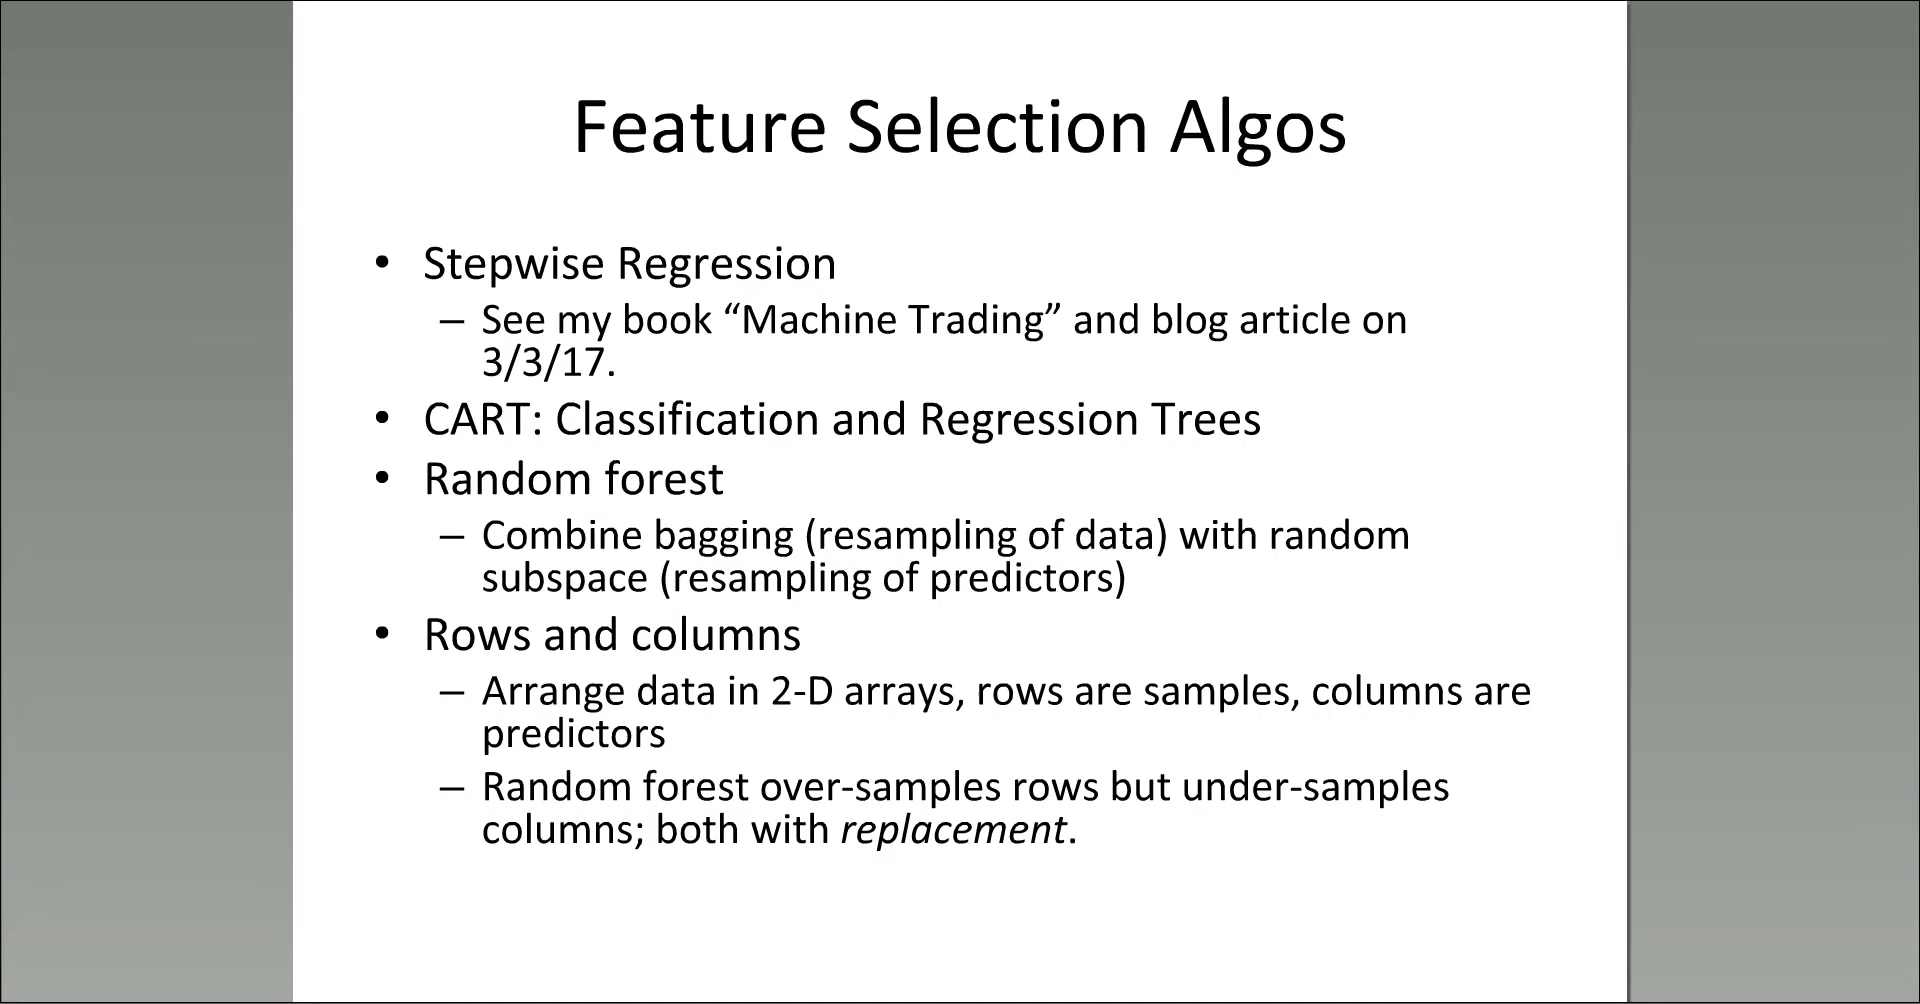 Feature Selection Algos
• Stepwise Regression
– See my book “Machine Trading” and blog article on
3/3/17.
• CART: Classification and Regression Trees
• Random forest
– Combine bagging (resampling of data) with random
subspace (resampling of predictors)
• Rows and columns
– Arrange data in 2-D arrays, rows are samples, columns are
predictors
– Random forest over-samples rows but under-samples
columns; both with replacement.